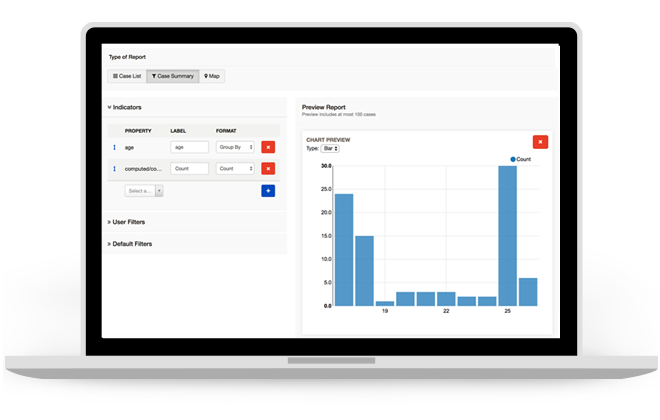 Type of Report
Case List Case Summary Map
Indicators
PROPERTY LABEL FORMAT
age age Group By
computed/co... Count Count
Select a...
User Filters
Default Filters
Preview Report
Preview includes at most 100 cases
CHART PREVIEW
Type: Bar
Count
30.0
25.0
20.0
15.0
10.0
5.0
0.0
19 22 25